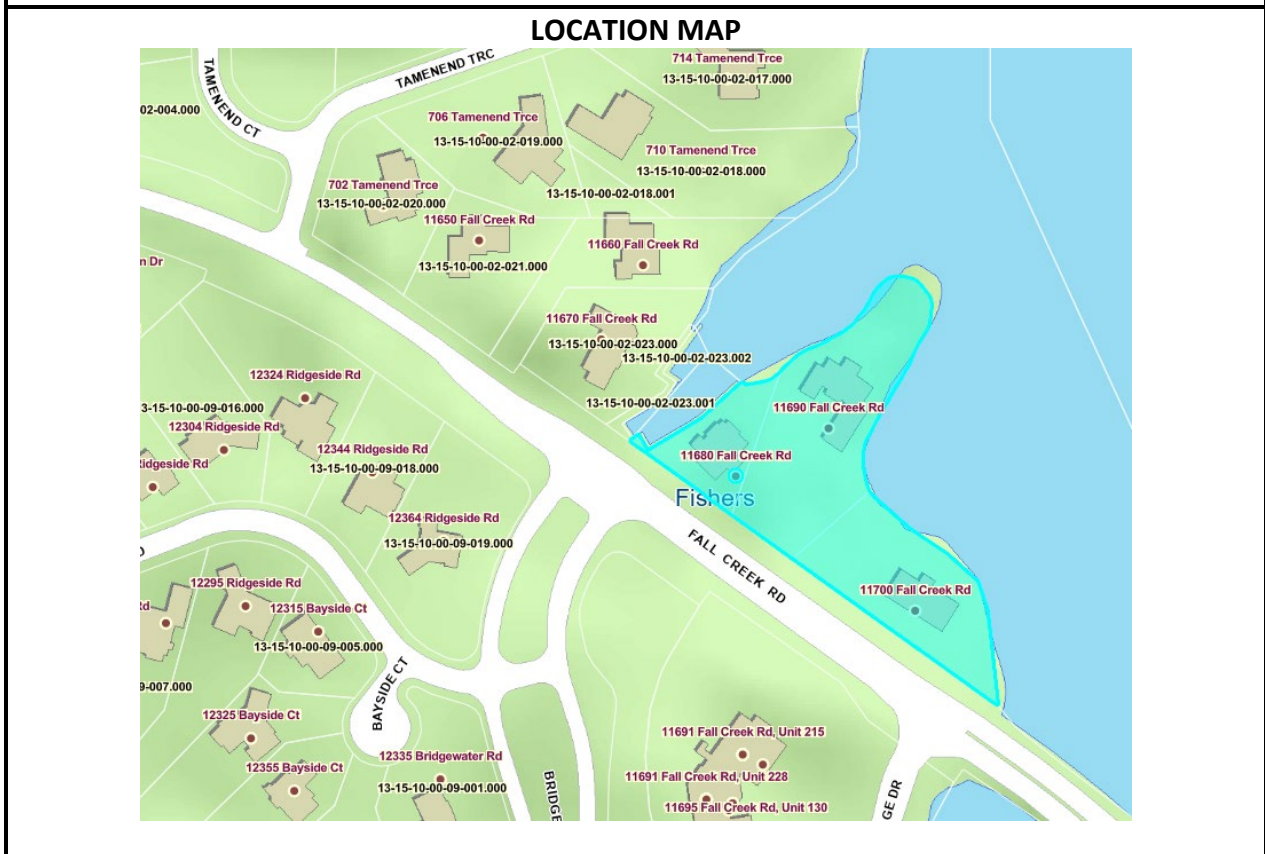 LOCATION MAP
714 Tamenend Trce
13-15-10-00-02-017.000
TAMENEND TRC
TAMENEND CT
02-004.000
706 Tamenend Trce
13-15-10-00-02-019.000
710 Tamenend Trce
13-15-10-00-02-018.000
702 Tamenend Trce
13-15-10-00-02-020.000
13-15-10-00-02-018.001
11650 Fall Creek Rd
13-15-10-00-02-021.000
11660 Fall Creek Rd
n Dr
11670 Fall Creek Rd
13-15-10-00-02-023.000
13-15-10-00-02-023.002
13-15-10-00-02-023.001
12324 Ridgeside Rd
3-15-10-00-09-016.000
12304 Ridgeside Rd
11690 Fall Creek Rd
12344 Ridgeside Rd
13-15-10-00-09-018.000
Ridgeside Rd
11680 Fall Creek Rd
Fishers
12364 Ridgeside Rd
13-15-10-00-09-019.000
FALL CREEK RD
D
12295 Ridgeside Rd
Rd
12315 Bayside Ct
13-15-10-00-09-005.000
11700 Fall Creek Rd
9-007.000
BAYSIDE CT
12325 Bayside Ct
12355 Bayside Ct
12335 Bridgewater Rd
13-15-10-00-09-001.000
BRIDGE
11691 Fall Creek Rd, Unit 215
11691 Fall Creek Rd, Unit 228
11695 Fall Creek Rd, Unit 130
GE DR